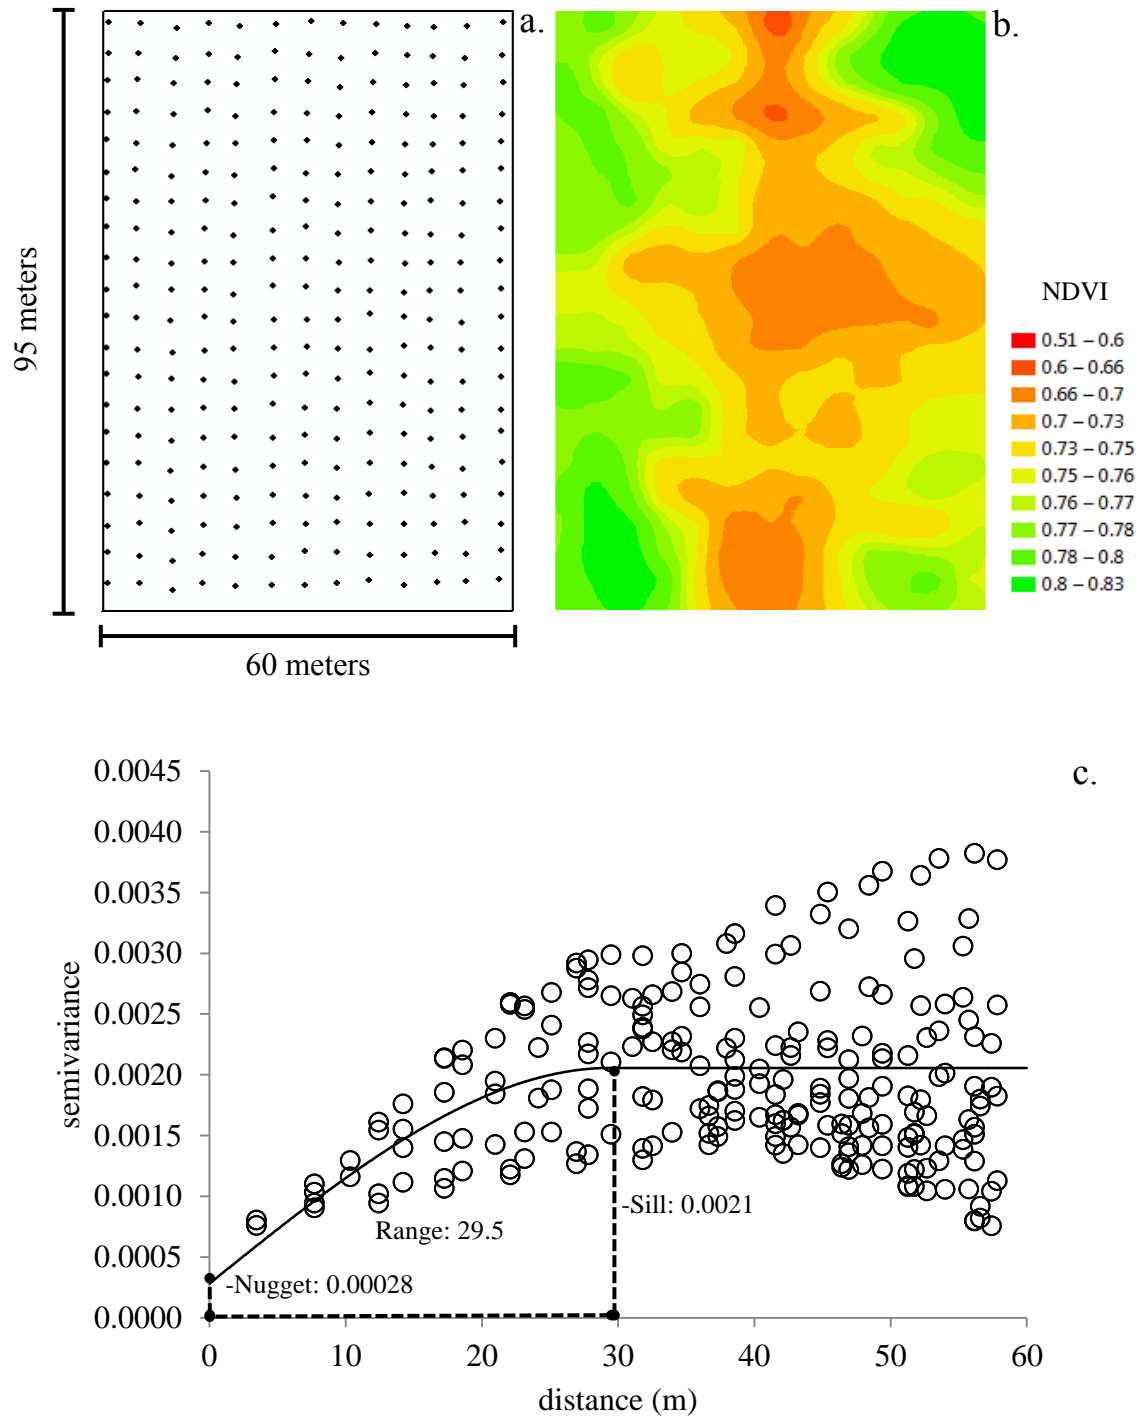 a.
b.
95 meters
60 meters
NDVI
0.51 – 0.6
0.6 – 0.66
0.66 – 0.7
0.7 – 0.73
0.73 – 0.75
0.75 – 0.76
0.76 – 0.77
0.77 – 0.78
0.78 – 0.8
0.8 – 0.83
c.
semivariance
0.0045
0.0040
0.0035
0.0030
0.0025
0.0020
0.0015
0.0010
0.0005
0.0000
-Sill: 0.0021
Range: 29.5
-Nugget: 0.00028
0 10 20 30 40 50 60
distance (m)